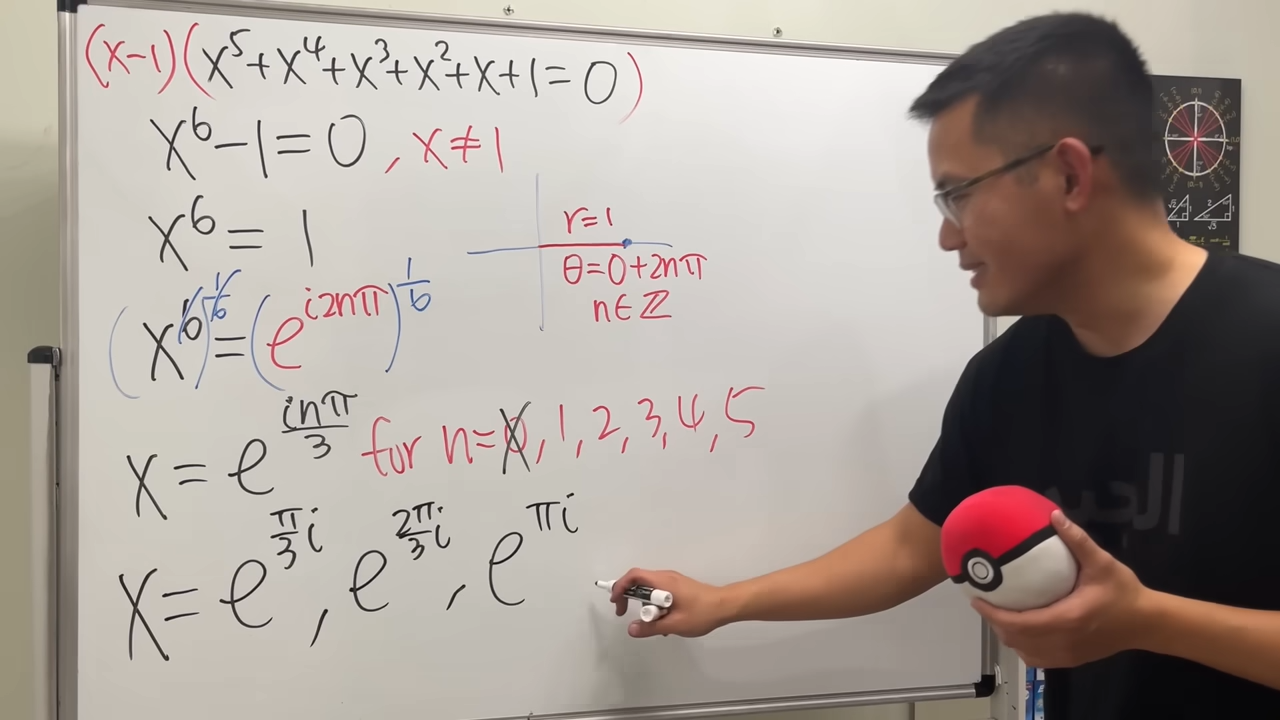 (x-1)(x⁵+x⁴+x³+x²+x+1=0)
x⁶-1=0, x≠1
x⁶=1
r=1
θ=0+2nπ
n∈ℤ
(x⁶)^(1/6)=(e^(i2nπ))^(1/6)
x=e^(inπ/3) for n=0, 1, 2, 3, 4, 5
x=e^(π/3 i), e^(2π/3 i), e^(πi)
الجبر